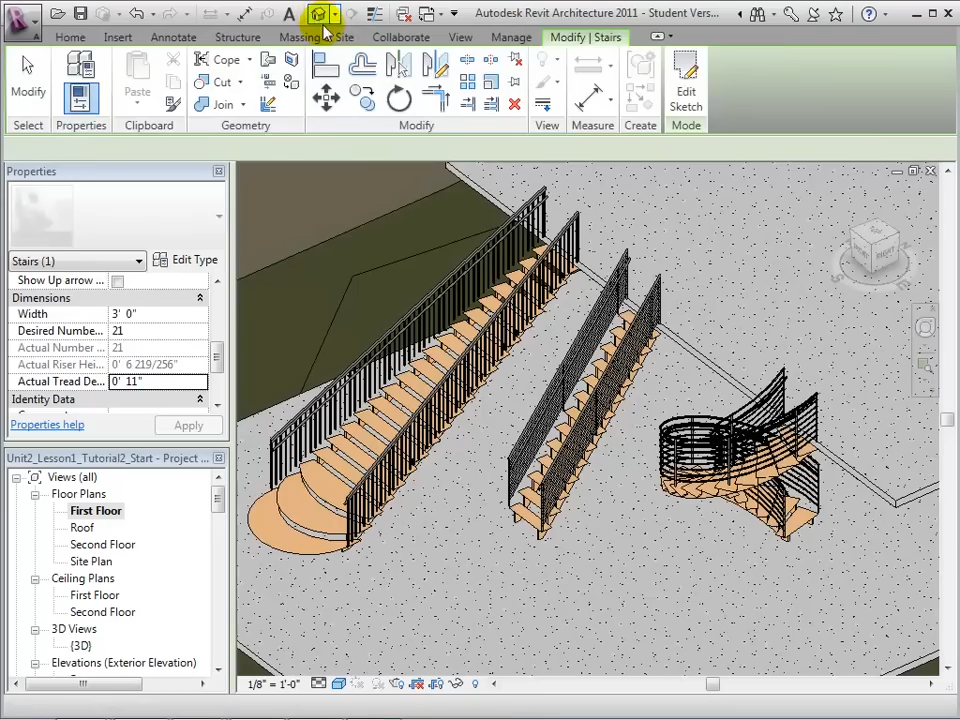 Autodesk Revit Architecture 2011 - Student Vers...
Home Insert Annotate Structure Massing Site Collaborate View Manage Modify | Stairs
Modify
Paste
Cope
Cut
Join
Edit
Sketch
Select Properties Clipboard Geometry Modify View Measure Create Mode
Properties
Stairs (1) Edit Type
Show Up arrow ...
Dimensions
Width 3' 0"
Desired Numbe... 21
Actual Number ... 21
Actual Riser Hei... 0' 6 219/256"
Actual Tread De... 0' 11"
Identity Data
Properties help Apply
Unit2_Lesson1_Tutorial2_Start - Project ...
Views (all)
Floor Plans
First Floor
Roof
Second Floor
Site Plan
Ceiling Plans
First Floor
Second Floor
3D Views
{3D}
Elevations (Exterior Elevation)
1/8" = 1'-0"
RIGHT